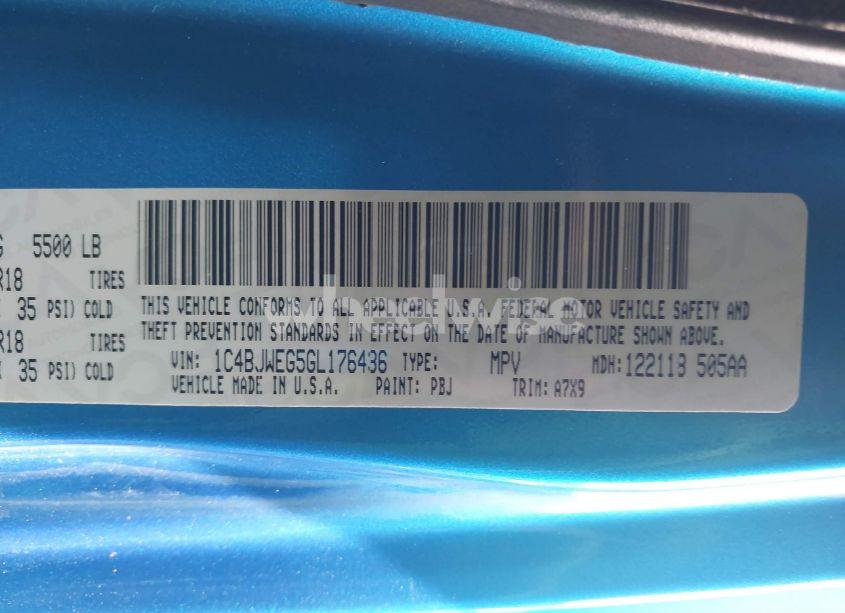 G 5500 LB
R18 TIRES
35 PSI) COLD
R18 TIRES
E 35 PSI) COLD
THIS VEHICLE CONFORMS TO ALL APPLICABLE U.S.A. FEDERAL MOTOR VEHICLE SAFETY AND
THEFT PREVENTION STANDARDS IN EFFECT ON THE DATE OF MANUFACTURE SHOWN ABOVE.
VIN: 1C4BJWEG5GL176436 TYPE: MPV MDH:122113 505AA
VEHICLE MADE IN U.S.A. PAINT: PBJ TRIM: A7X9
wheelwise